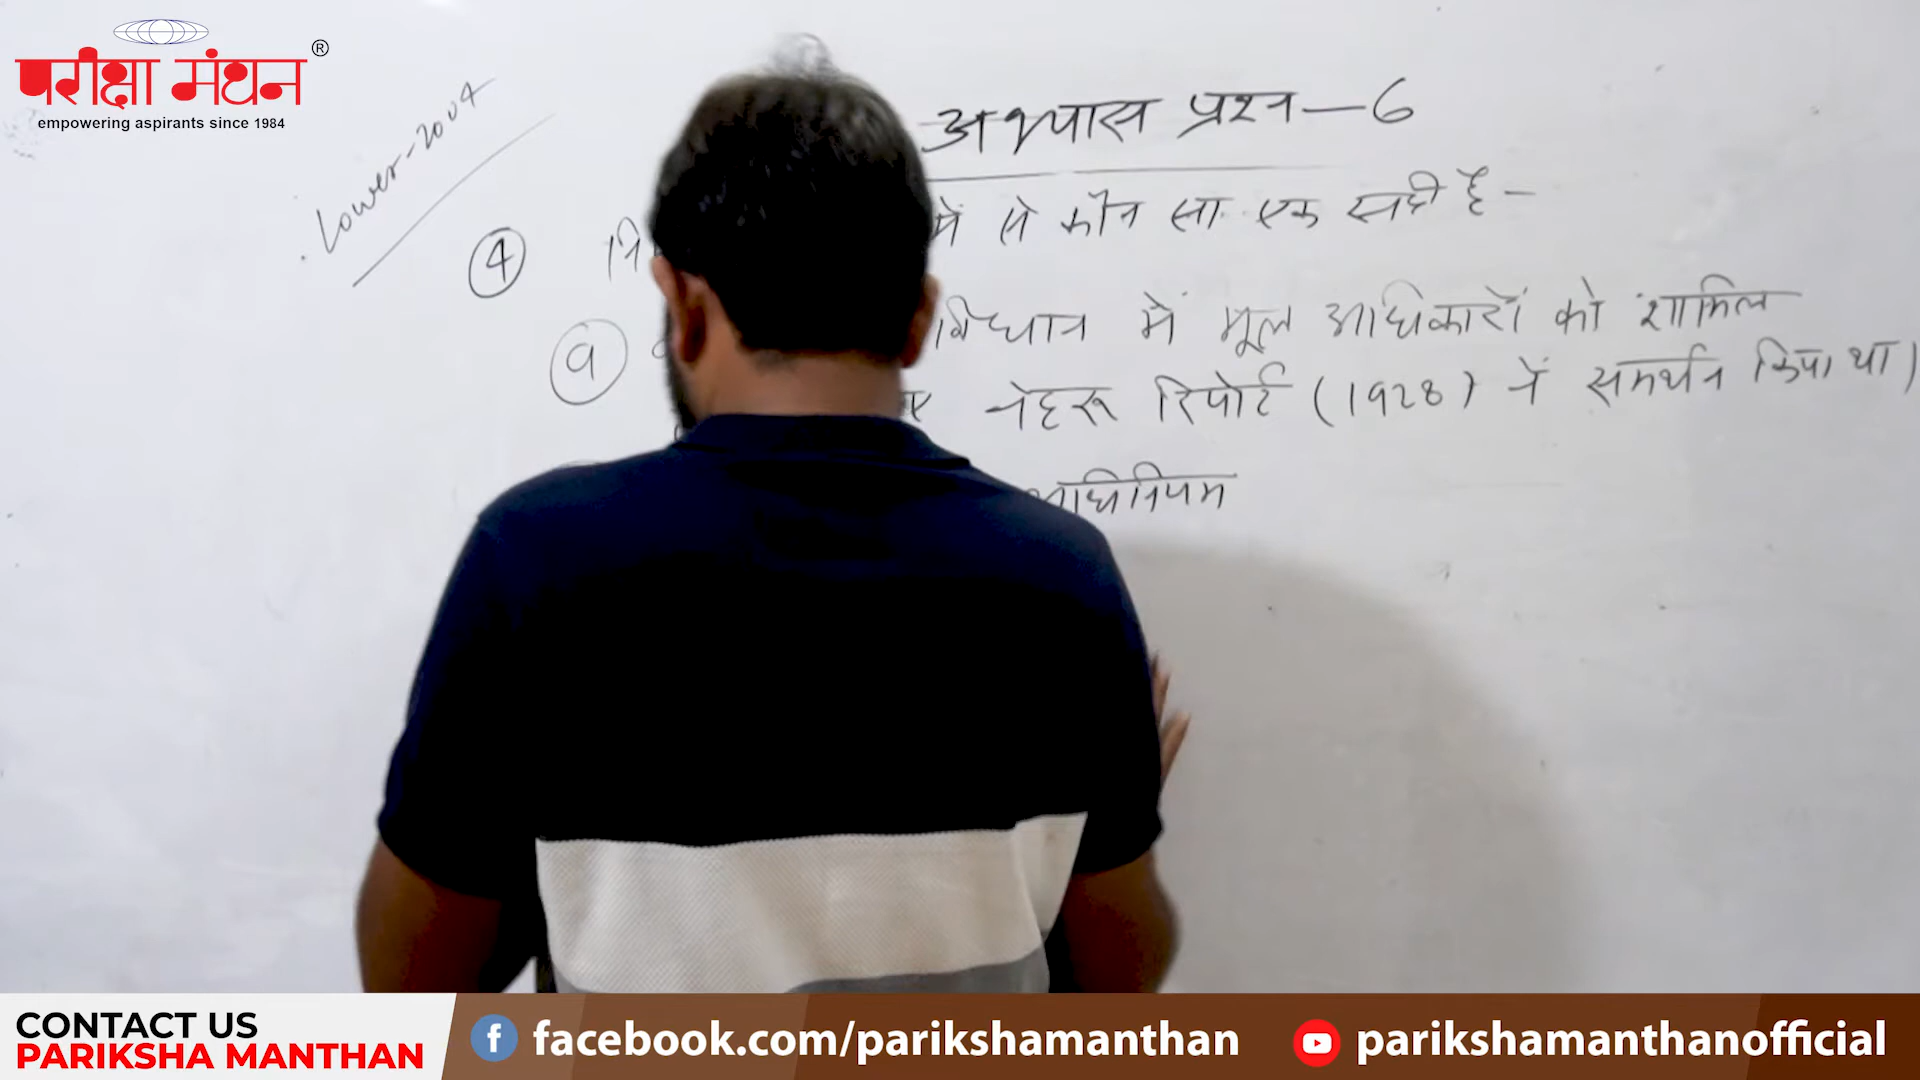 परीक्षा मंथन ®
empowering aspirants since 1984
Lower-2004
अभ्यास प्रश्न-6
4 में से कौन सा एक सही है-
a में मूल अधिकारों को शामिल
नेहरू रिपोर्ट (1928) में समर्थन किया था।
अधिनियम
CONTACT US
PARIKSHA MANTHAN
facebook.com/parikshamanthan
parikshamanthanofficial